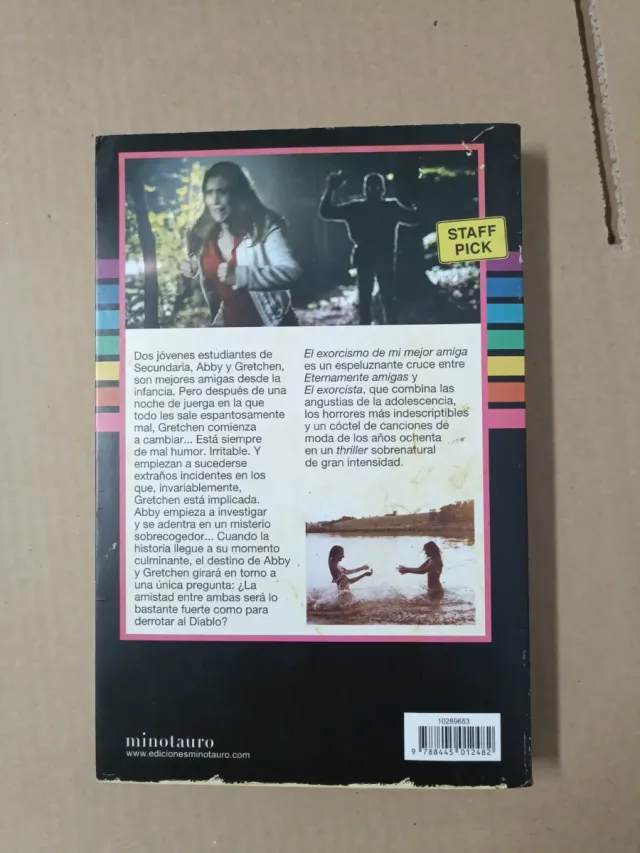 STAFF
PICK
Dos jóvenes estudiantes de
Secundaria, Abby y Gretchen,
son mejores amigas desde la
infancia. Pero después de una
noche de juerga en la que
todo les sale espantosamente
mal, Gretchen comienza
a cambiar... Está siempre
de mal humor. Irritable. Y
empiezan a sucederse
extraños incidentes en los
que, invariablemente,
Gretchen está implicada.
Abby empieza a investigar
y se adentra en un misterio
sobrecogedor... Cuando la
historia llegue a su momento
culminante, el destino de Abby
y Gretchen girará en torno a
una única pregunta: ¿La
amistad entre ambas será lo
bastante fuerte como para
derrotar al Diablo?
El exorcismo de mi mejor amiga
es un espeluznante cruce entre
Eternamente amigas y
El exorcista, que combina las
angustias de la adolescencia,
los horrores más indescriptibles
y un cóctel de canciones de
moda de los años ochenta
en un thriller sobrenatural
de gran intensidad.
minotauro
www.edicionesminotauro.com
10289653
9 788445 012482